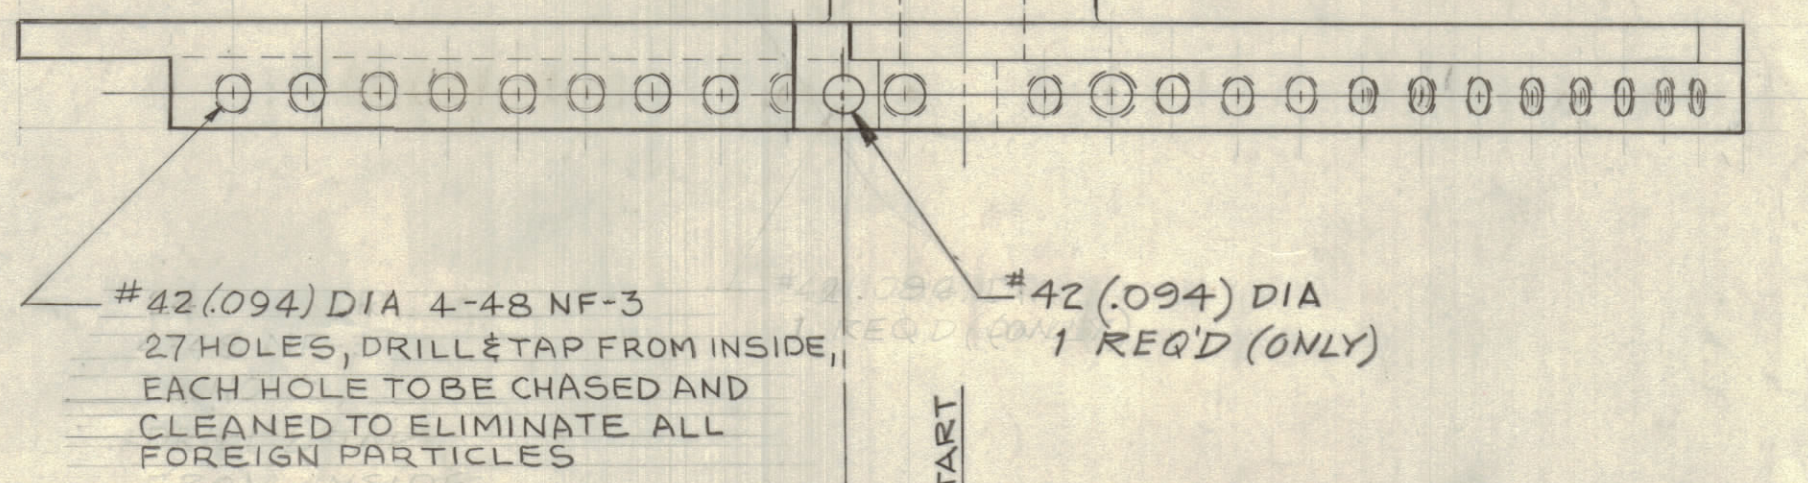 #42 (.094) DIA 4-48 NF-3
27 HOLES, DRILL & TAP FROM INSIDE,
EACH HOLE TO BE CHASED AND
CLEANED TO ELIMINATE ALL
FOREIGN PARTICLES
#42 (.094) DIA
1 REQ'D (ONLY)
TART